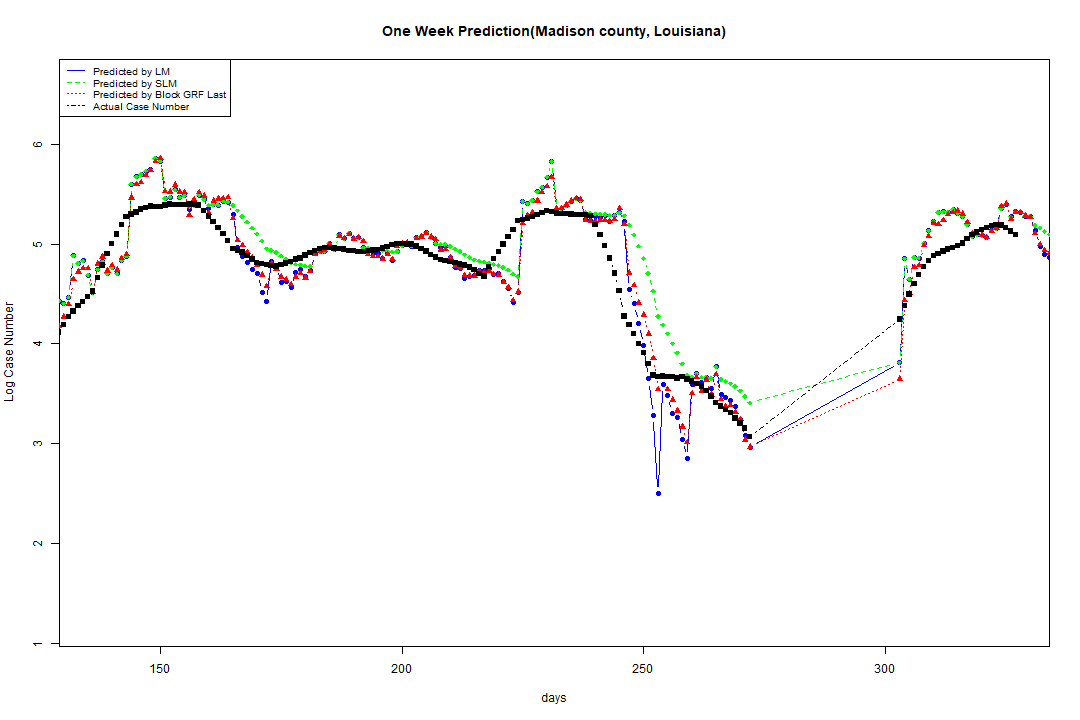 One Week Prediction(Madison county, Louisiana)
Predicted by LM
Predicted by SLM
Predicted by Block GRF Last
Actual Case Number
Log Case Number
6
5
4
3
2
1
150 200 250 300
days